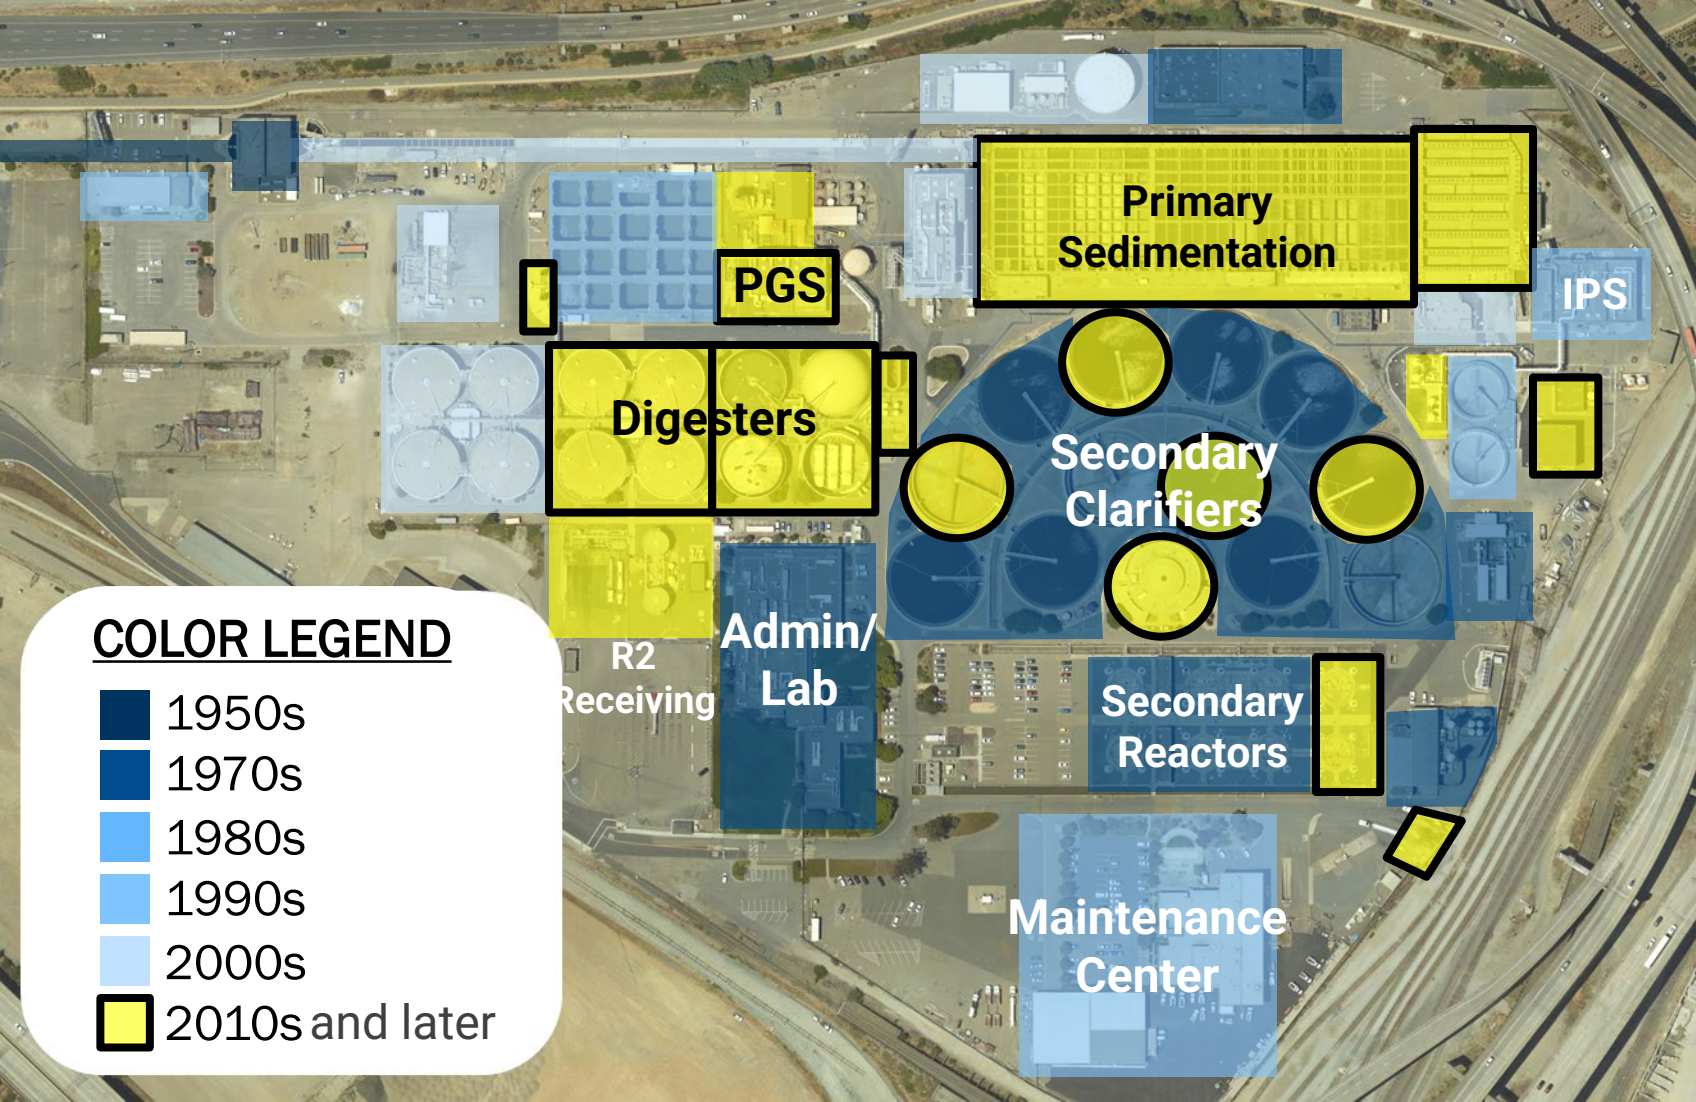 Primary
Sedimentation
PGS
IPS
Digesters
Secondary
Clarifiers
R2
Receiving
Admin/
Lab
Secondary
Reactors
Maintenance
Center
COLOR LEGEND
1950s
1970s
1980s
1990s
2000s
2010s and later